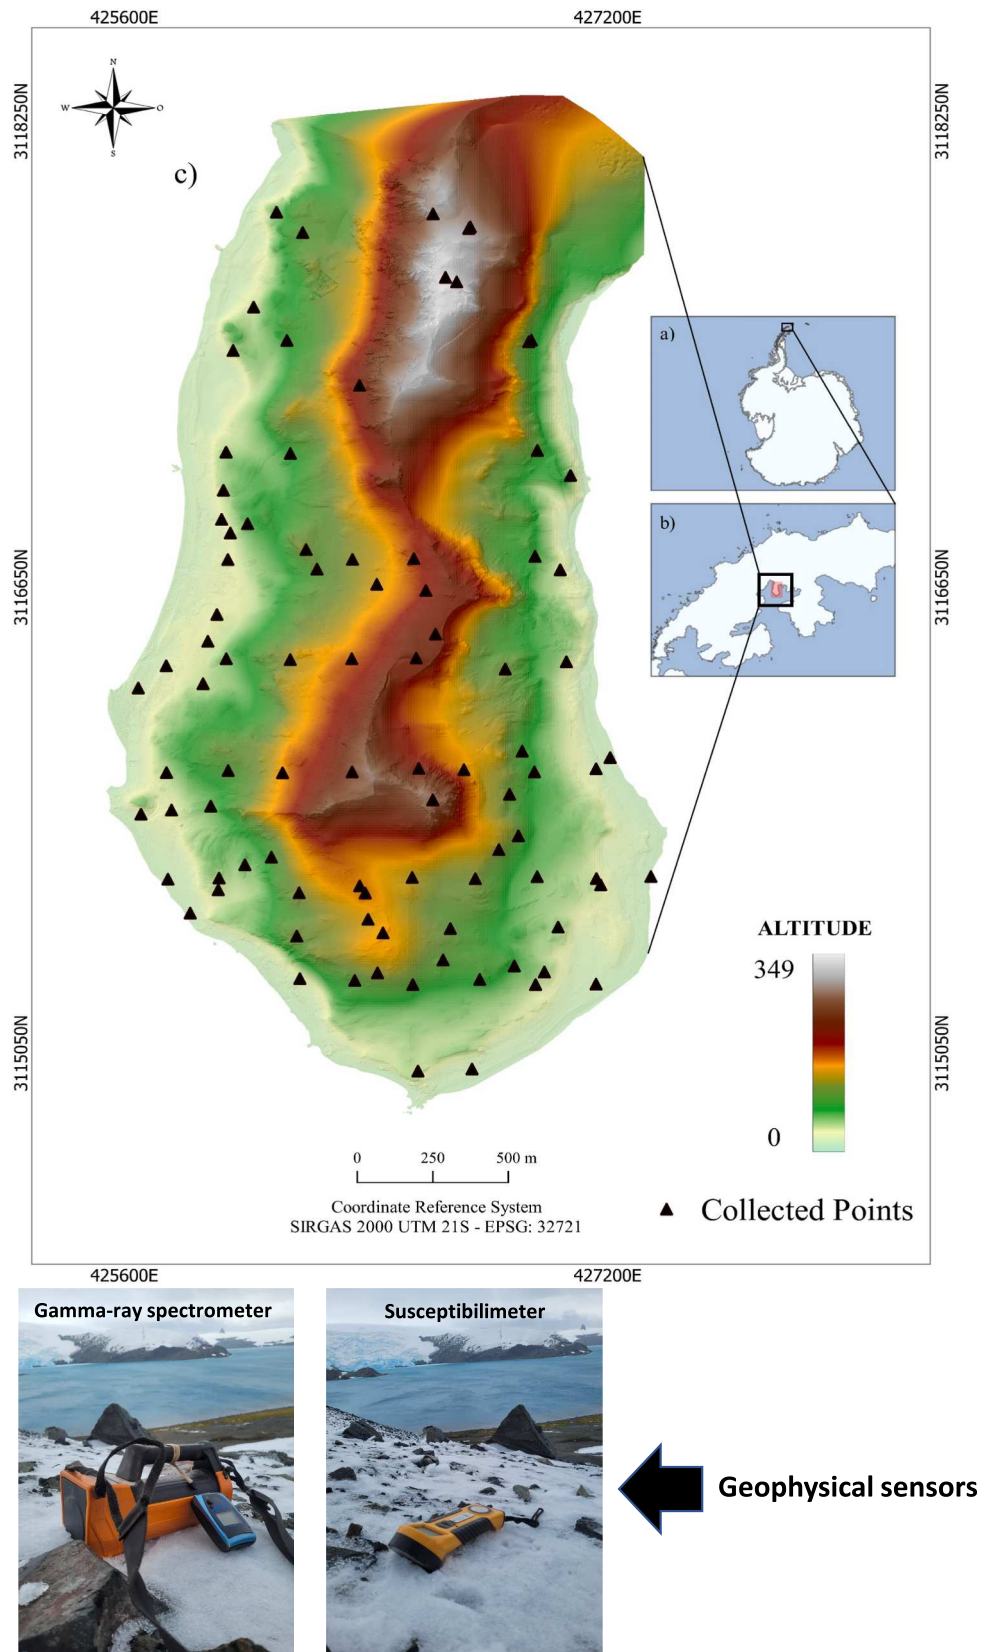 425600E 427200E
3118250N
3118250N
N
W O
S
c)
a)
b)
3116650N
3116650N
ALTITUDE
349
0
3115050N
3115050N
0 250 500 m
Coordinate Reference System
SIRGAS 2000 UTM 21S - EPSG: 32721
Collected Points
425600E 427200E
Gamma-ray spectrometer
Susceptibilimeter
Geophysical sensors